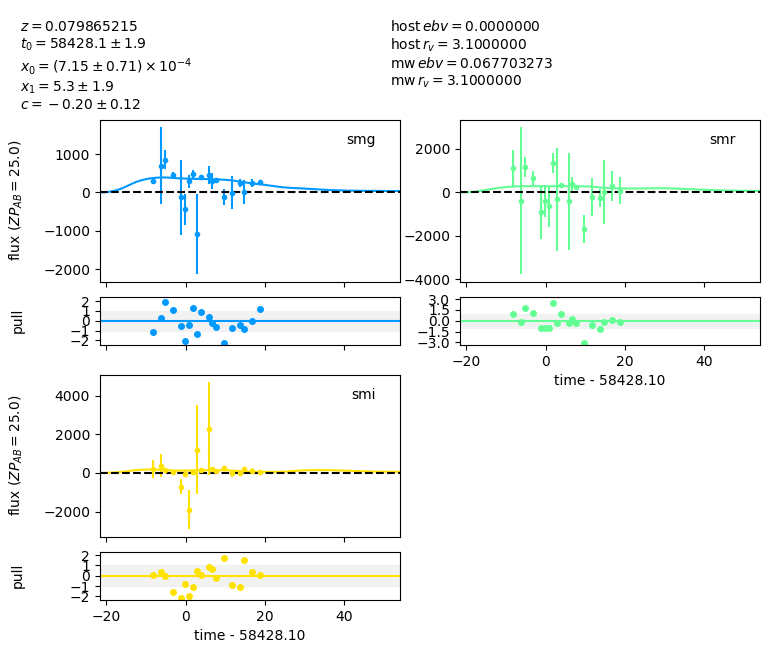 z = 0.079865215
t₀ = 58428.1 ± 1.9
x₀ = (7.15 ± 0.71) × 10⁻⁴
x₁ = 5.3 ± 1.9
c = −0.20 ± 0.12
host ebv = 0.0000000
host r_v = 3.1000000
mw ebv = 0.067703273
mw r_v = 3.1000000
smg
flux (ZP_AB = 25.0)
1000
0
−1000
−2000
pull
2
1
0
−1
−2
smr
2000
0
−2000
−4000
3.0
1.5
0.0
−1.5
−3.0
−20 0 20 40
time - 58428.10
smi
flux (ZP_AB = 25.0)
4000
2000
0
−2000
pull
2
1
0
−1
−2
−20 0 20 40
time - 58428.10